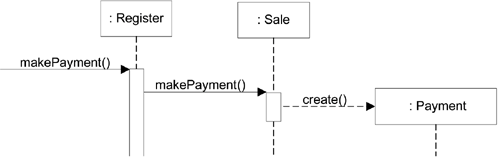 : Register
: Sale
makePayment()
makePayment()
create()
: Payment